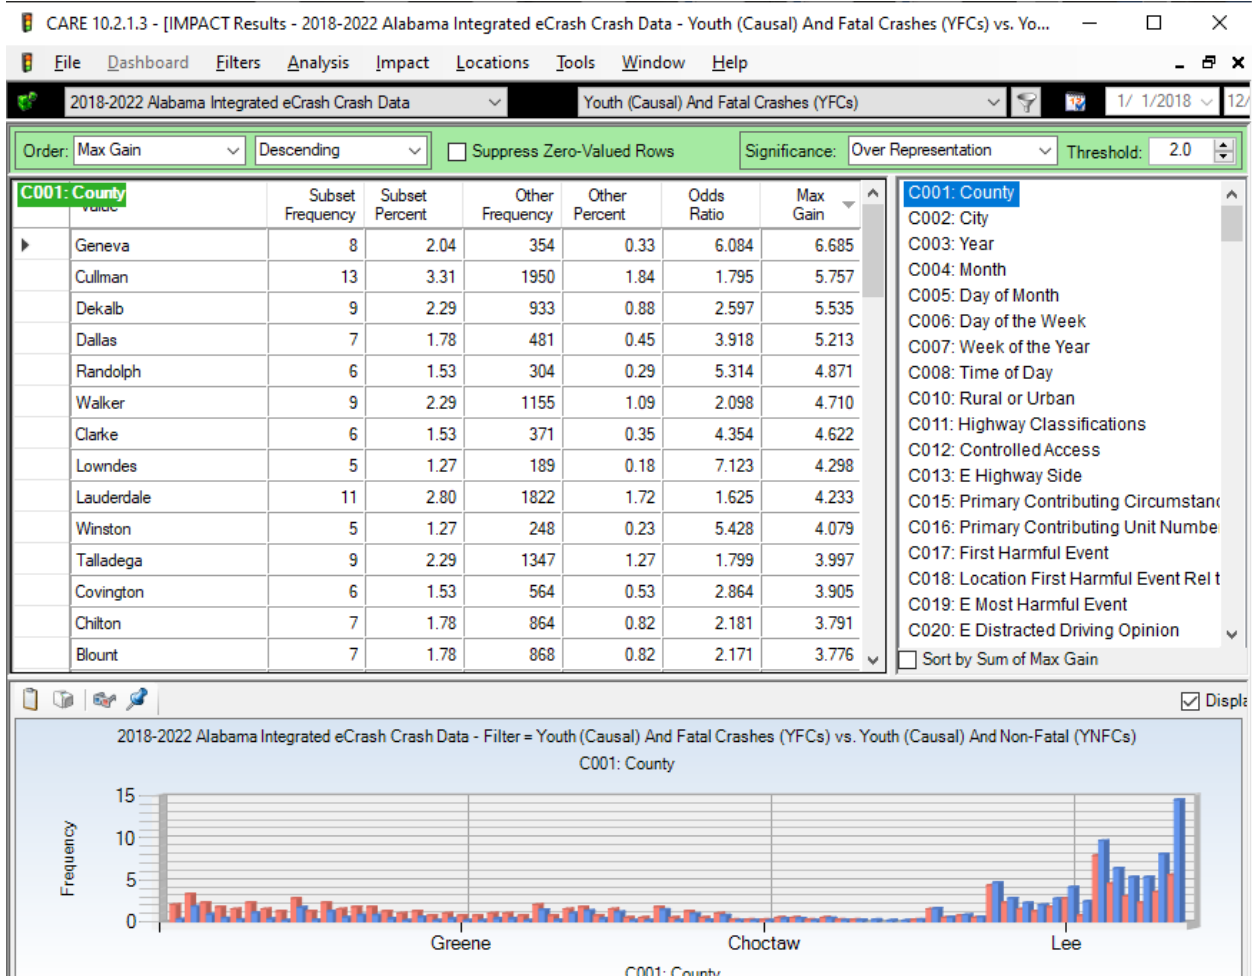 CARE 10.2.1.3 - [IMPACT Results - 2018-2022 Alabama Integrated eCrash Crash Data - Youth (Causal) And Fatal Crashes (YFCs) vs. Yo...
File Dashboard Filters Analysis Impact Locations Tools Window Help
2018-2022 Alabama Integrated eCrash Crash Data Youth (Causal) And Fatal Crashes (YFCs) 1/ 1/2018 12/
Order: Max Gain Descending Suppress Zero-Valued Rows Significance: Over Representation Threshold: 2.0
C001: County
Value Subset Frequency Subset Percent Other Frequency Other Percent Odds Ratio Max Gain
Geneva 8 2.04 354 0.33 6.084 6.685
Cullman 13 3.31 1950 1.84 1.795 5.757
Dekalb 9 2.29 933 0.88 2.597 5.535
Dallas 7 1.78 481 0.45 3.918 5.213
Randolph 6 1.53 304 0.29 5.314 4.871
Walker 9 2.29 1155 1.09 2.098 4.710
Clarke 6 1.53 371 0.35 4.354 4.622
Lowndes 5 1.27 189 0.18 7.123 4.298
Lauderdale 11 2.80 1822 1.72 1.625 4.233
Winston 5 1.27 248 0.23 5.428 4.079
Talladega 9 2.29 1347 1.27 1.799 3.997
Covington 6 1.53 564 0.53 2.864 3.905
Chilton 7 1.78 864 0.82 2.181 3.791
Blount 7 1.78 868 0.82 2.171 3.776
C001: County
C002: City
C003: Year
C004: Month
C005: Day of Month
C006: Day of the Week
C007: Week of the Year
C008: Time of Day
C010: Rural or Urban
C011: Highway Classifications
C012: Controlled Access
C013: E Highway Side
C015: Primary Contributing Circumstanc
C016: Primary Contributing Unit Numbe
C017: First Harmful Event
C018: Location First Harmful Event Rel t
C019: E Most Harmful Event
C020: E Distracted Driving Opinion
Sort by Sum of Max Gain
Displa
2018-2022 Alabama Integrated eCrash Crash Data - Filter = Youth (Causal) And Fatal Crashes (YFCs) vs. Youth (Causal) And Non-Fatal (YNFCs)
C001: County
Frequency
15
10
5
0
Greene Choctaw Lee
C001: County